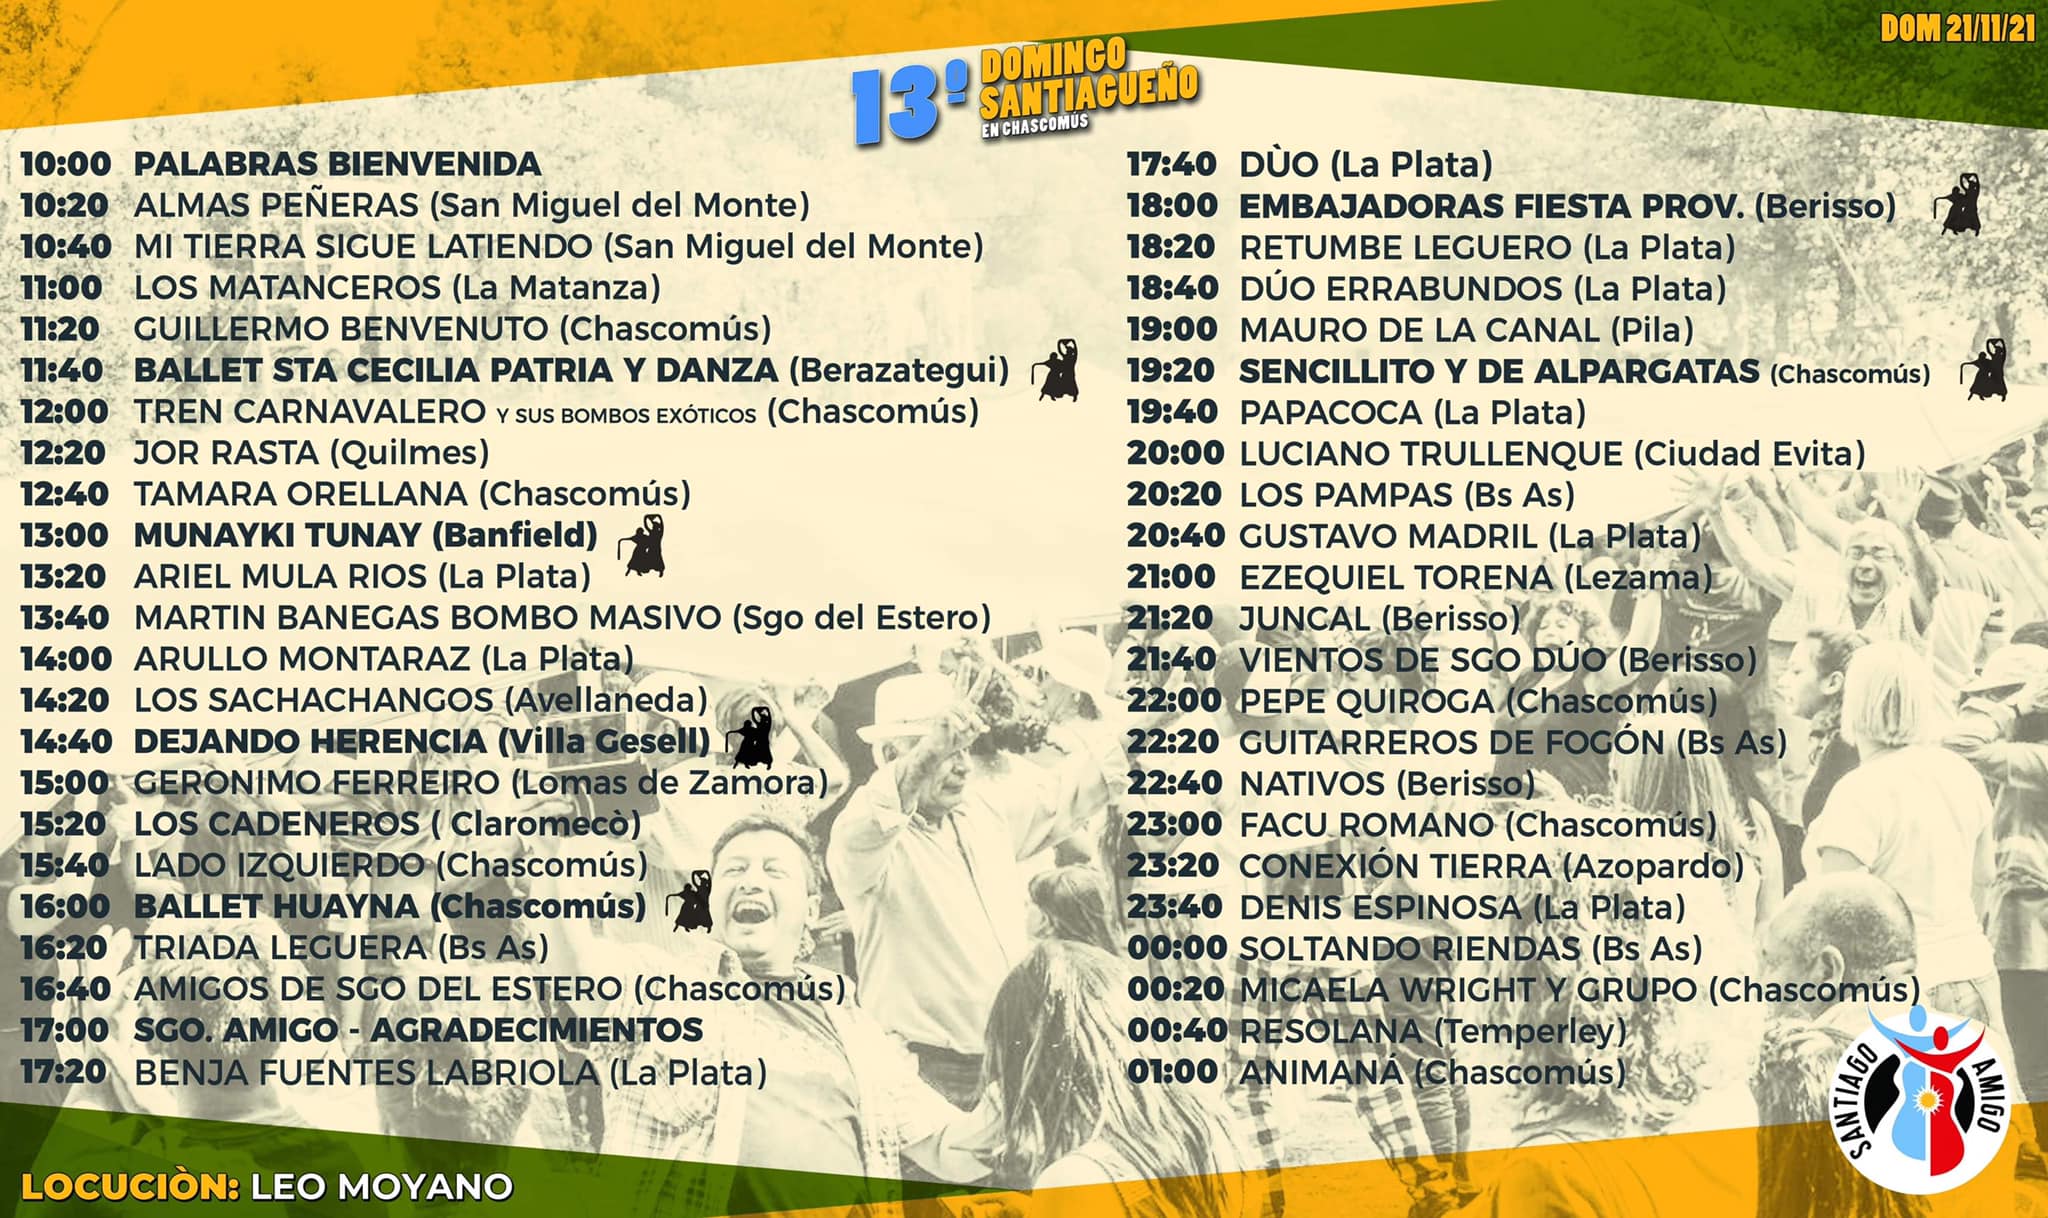 DOM 21/11/21
13º DOMINGO
SANTIAGUEÑO
EN CHASCOMÚS
10:00 PALABRAS BIENVENIDA
10:20 ALMAS PEÑERAS (San Miguel del Monte)
10:40 MI TIERRA SIGUE LATIENDO (San Miguel del Monte)
11:00 LOS MATANCEROS (La Matanza)
11:20 GUILLERMO BENVENUTO (Chascomús)
11:40 BALLET STA CECILIA PATRIA Y DANZA (Berazategui)
12:00 TREN CARNAVALERO Y SUS BOMBOS EXÓTICOS (Chascomús)
12:20 JOR RASTA (Quilmes)
12:40 TAMARA ORELLANA (Chascomús)
13:00 MUNAYKI TUNAY (Banfield)
13:20 ARIEL MULA RIOS (La Plata)
13:40 MARTIN BANEGAS BOMBO MASIVO (Sgo del Estero)
14:00 ARULLO MONTARAZ (La Plata)
14:20 LOS SACHACHANGOS (Avellaneda)
14:40 DEJANDO HERENCIA (Villa Gesell)
15:00 GERONIMO FERREIRO (Lomas de Zamora)
15:20 LOS CADENEROS ( Claromecò)
15:40 LADO IZQUIERDO (Chascomús)
16:00 BALLET HUAYNA (Chascomús)
16:20 TRIADA LEGUERA (Bs As)
16:40 AMIGOS DE SGO DEL ESTERO (Chascomús)
17:00 SGO. AMIGO - AGRADECIMIENTOS
17:20 BENJA FUENTES LABRIOLA (La Plata)
17:40 DÙO (La Plata)
18:00 EMBAJADORAS FIESTA PROV. (Berisso)
18:20 RETUMBE LEGUERO (La Plata)
18:40 DÚO ERRABUNDOS (La Plata)
19:00 MAURO DE LA CANAL (Pila)
19:20 SENCILLITO Y DE ALPARGATAS (Chascomús)
19:40 PAPACOCA (La Plata)
20:00 LUCIANO TRULLENQUE (Ciudad Evita)
20:20 LOS PAMPAS (Bs As)
20:40 GUSTAVO MADRIL (La Plata)
21:00 EZEQUIEL TORENA (Lezama)
21:20 JUNCAL (Berisso)
21:40 VIENTOS DE SGO DÚO (Berisso)
22:00 PEPE QUIROGA (Chascomús)
22:20 GUITARREROS DE FOGÓN (Bs As)
22:40 NATIVOS (Berisso)
23:00 FACU ROMANO (Chascomús)
23:20 CONEXIÓN TIERRA (Azopardo)
23:40 DENIS ESPINOSA (La Plata)
00:00 SOLTANDO RIENDAS (Bs As)
00:20 MICAELA WRIGHT Y GRUPO (Chascomús)
00:40 RESOLANA (Temperley)
01:00 ANIMANÁ (Chascomús)
SANTIAGO AMIGO
LOCUCIÒN: LEO MOYANO